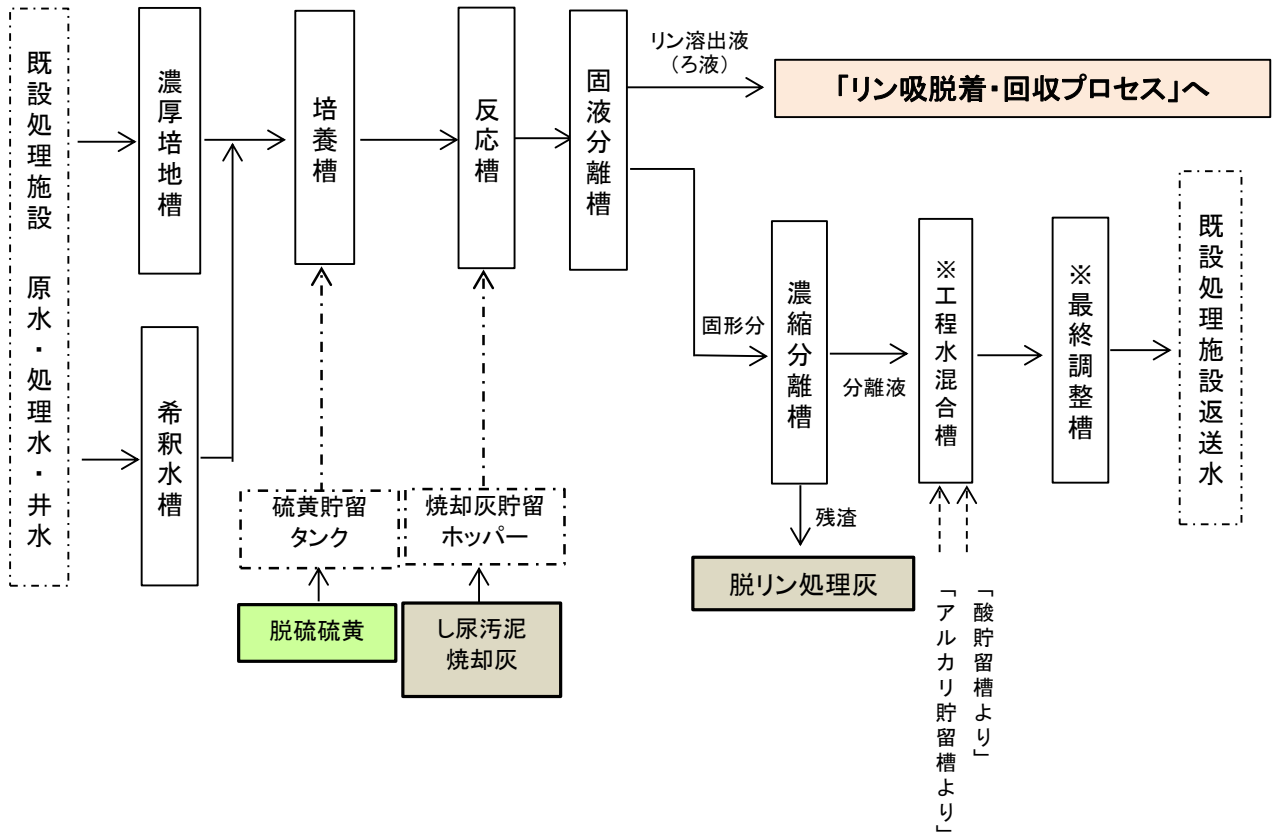 既設処理施設　原水・処理水・井水
濃厚培地槽
希釈水槽
培養槽
反応槽
固液分離槽
リン溶出液
（ろ液）
「リン吸脱着・回収プロセス」へ
固形分
濃縮分離槽
分離液
※工程水混合槽
※最終調整槽
既設処理施設返送水
硫黄貯留
タンク
焼却灰貯留
ホッパー
脱硫硫黄
し尿汚泥
焼却灰
残渣
脱リン処理灰
「酸貯留槽より」
「アルカリ貯留槽より」